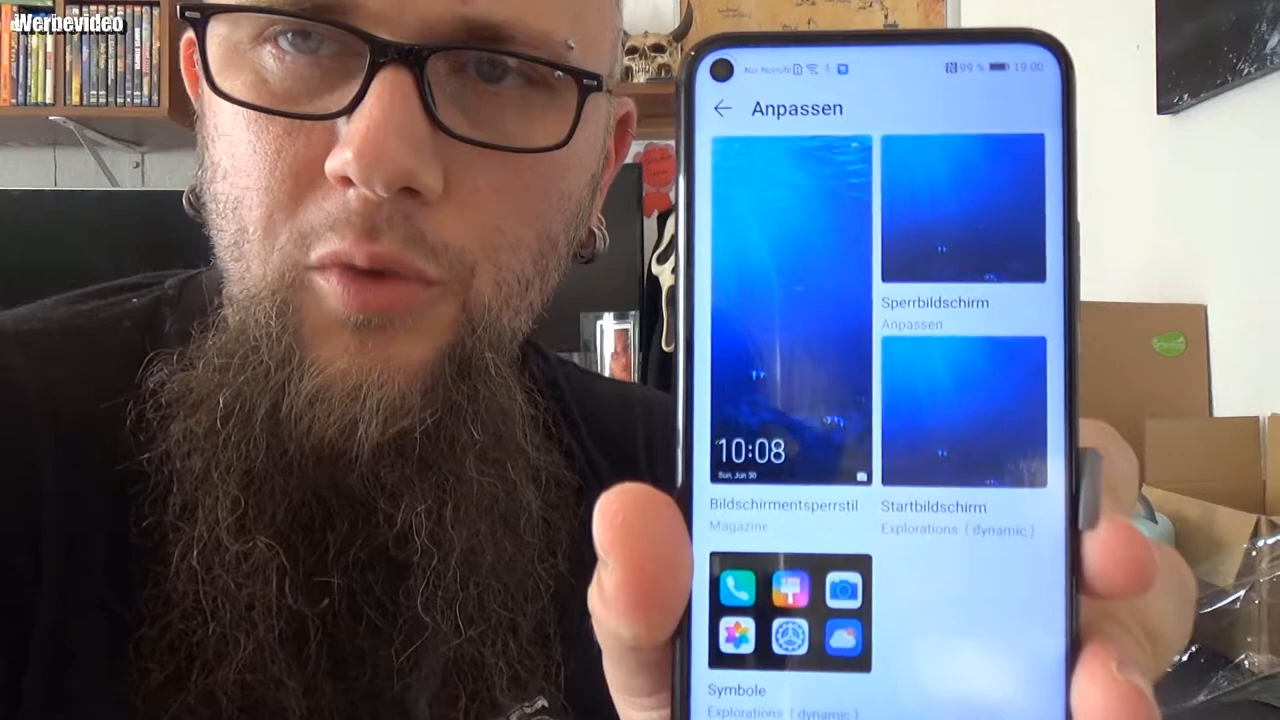 Werbevideo
Nur Notrufe
99 % 19:00
Anpassen
10:08
Sun, Jun 30
Sperrbildschirm
Anpassen
Bildschirmentsperrstil
Magazine
Startbildschirm
Explorations ( dynamic )
Symbole
Explorations ( dynamic )